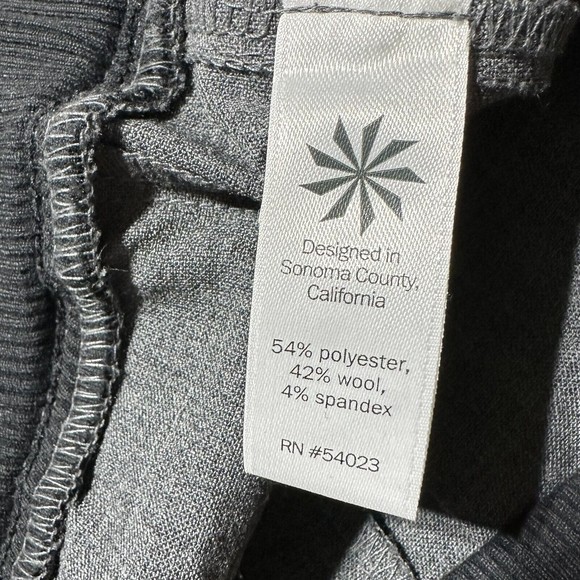 Designed in
Sonoma County,
California
54% polyester,
42% wool,
4% spandex
RN #54023